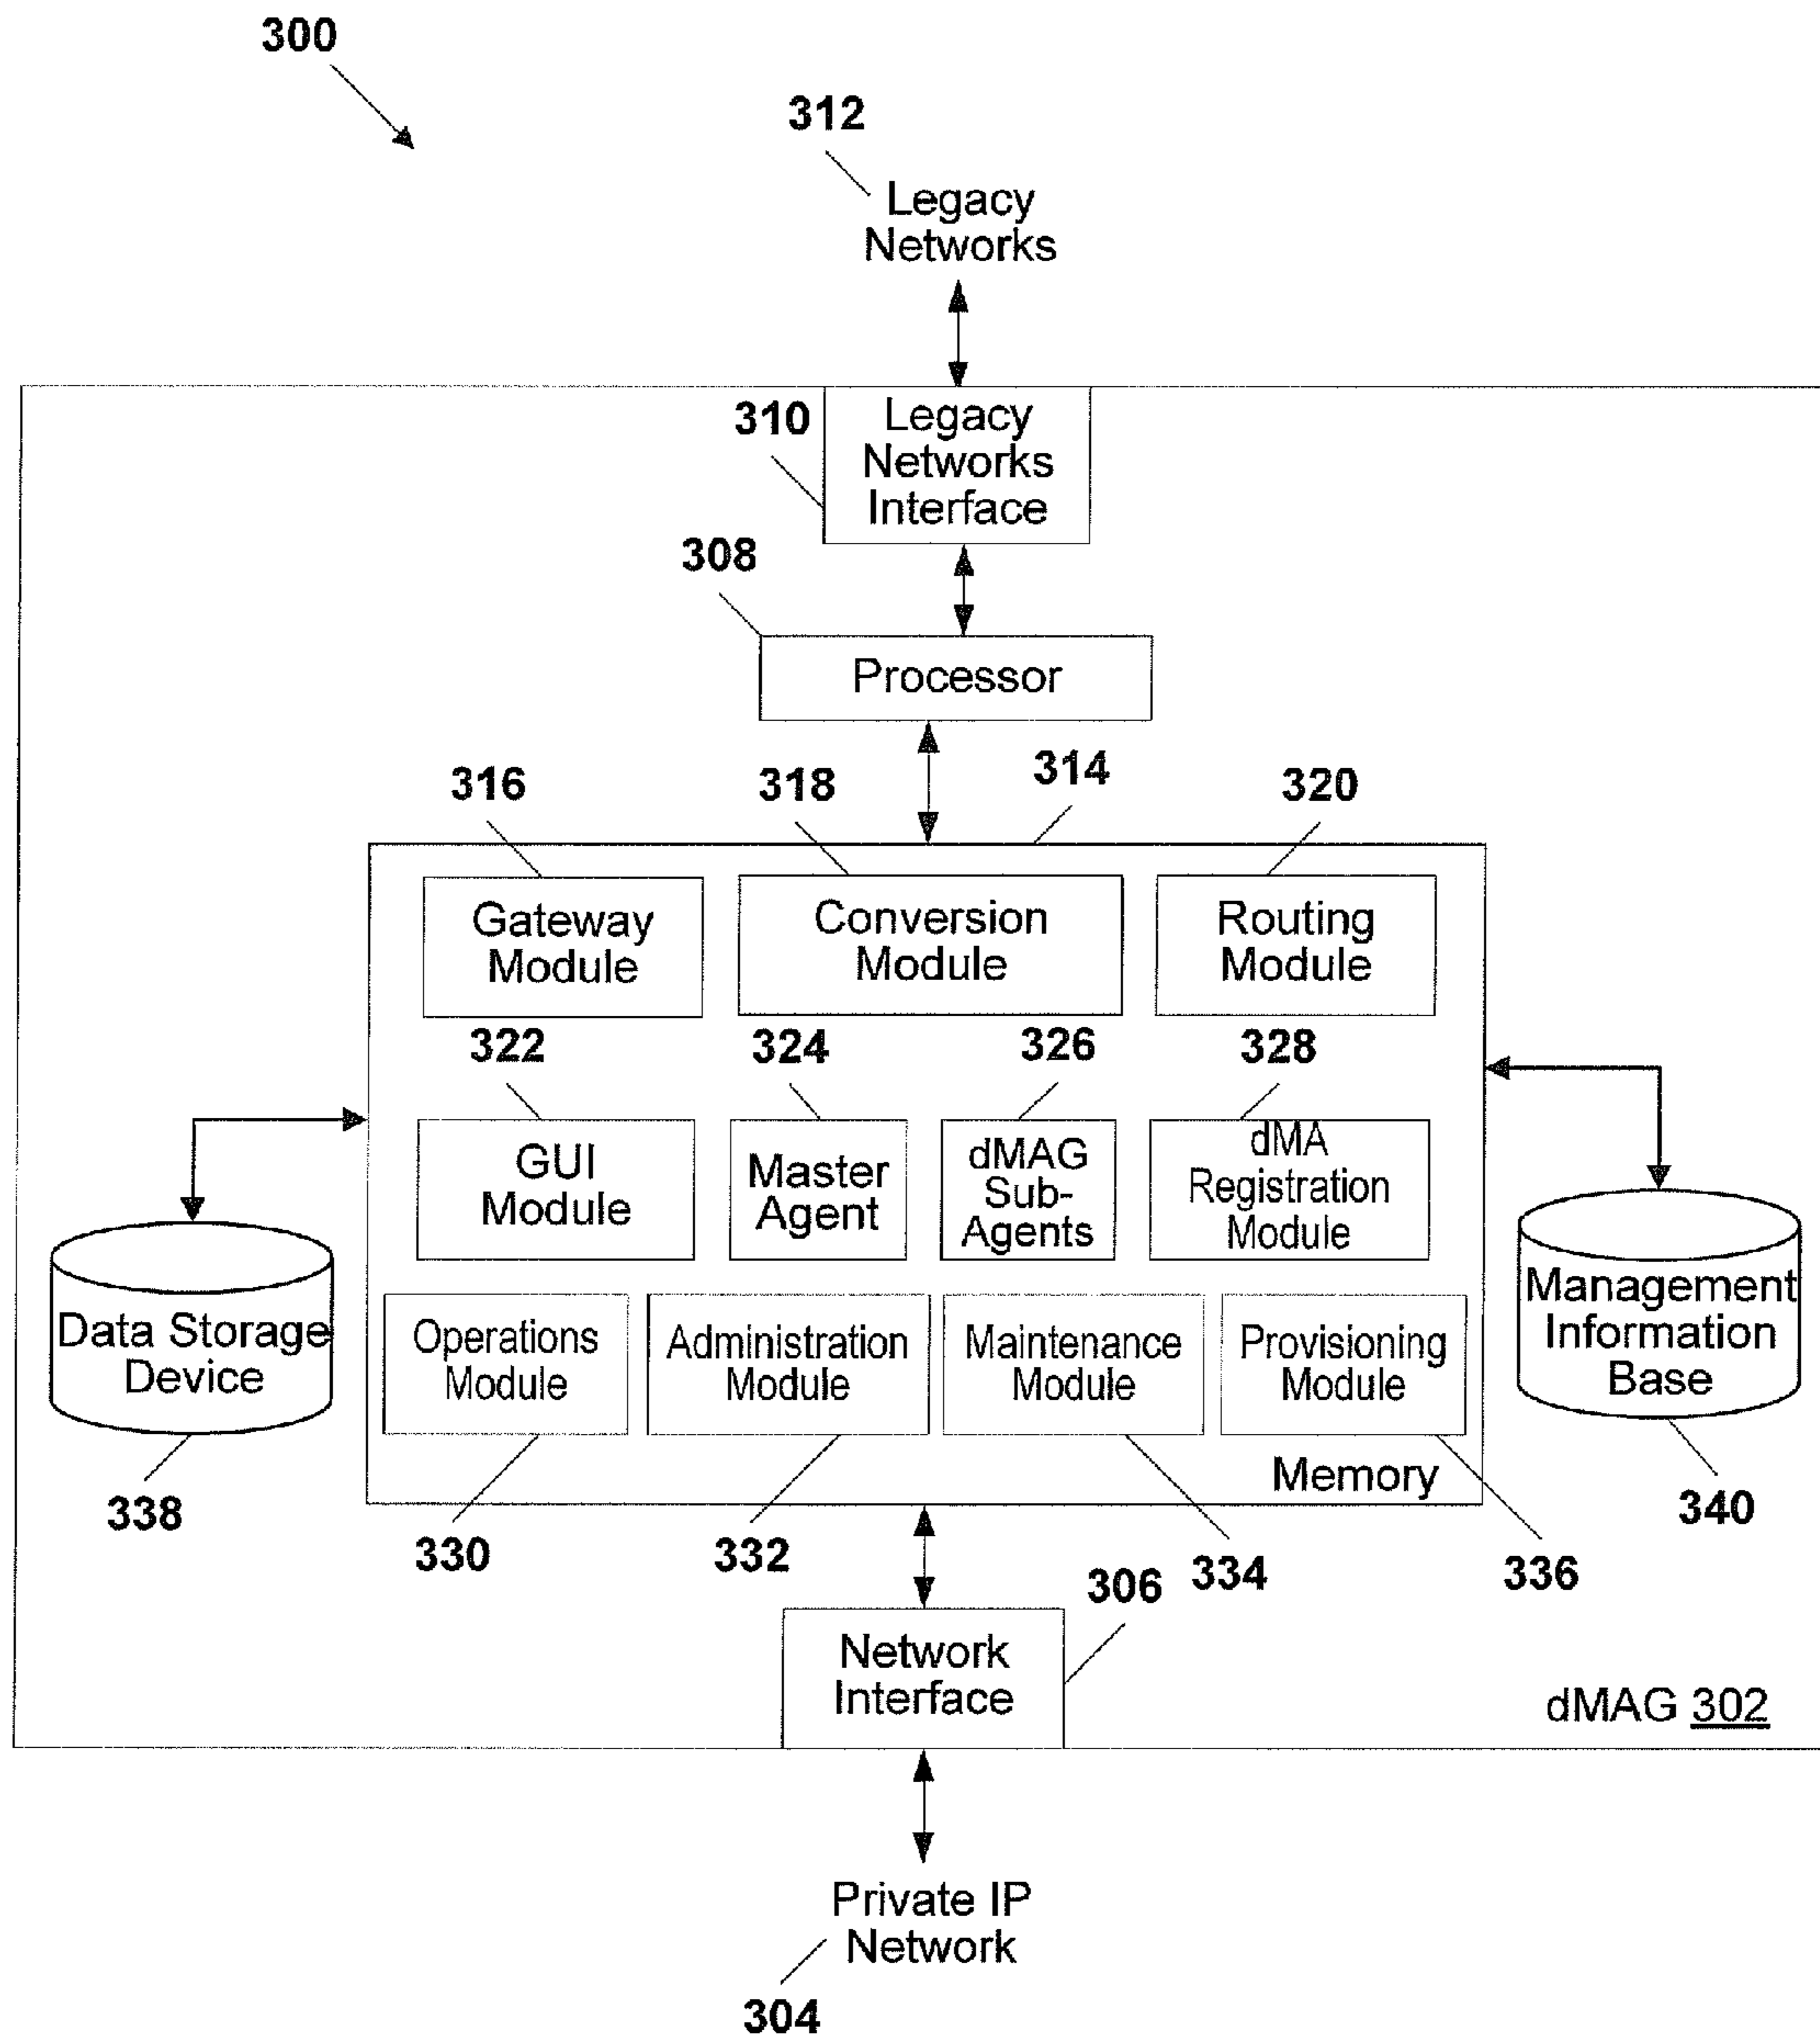 300
312
Legacy
Networks
310
Legacy
Networks
Interface
308
Processor
316
318
314
320
Gateway
Module
Conversion
Module
Routing
Module
322
324
326
328
GUI
Module
Master
Agent
dMAG
Sub-
Agents
dMA
Registration
Module
Data Storage
Device
Operations
Module
Administration
Module
Maintenance
Module
Provisioning
Module
Management
Information
Base
Memory
338
330
332
306
334
336
340
Network
Interface
dMAG 302
Private IP
Network
304